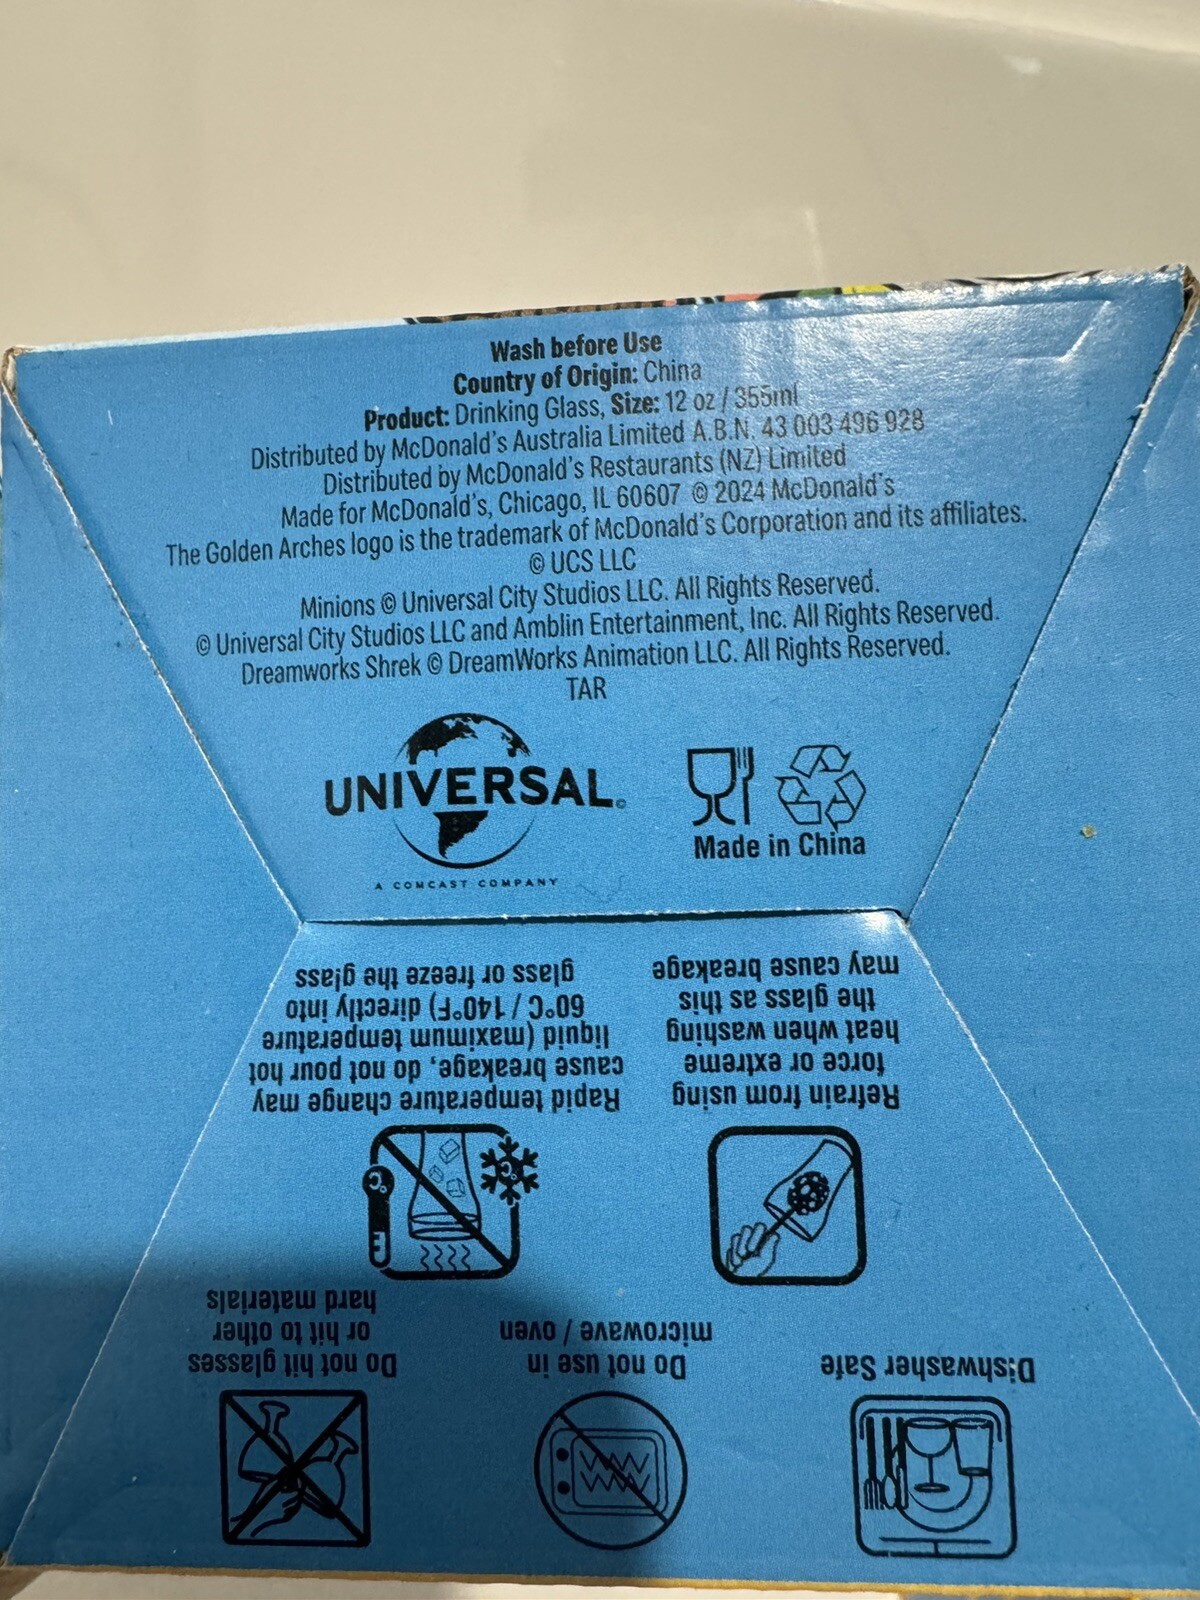 Wash before Use
Country of Origin: China
Product: Drinking Glass, Size: 12 oz / 355ml
Distributed by McDonald's Australia Limited A.B.N. 43 003 496 928
Distributed by McDonald's Restaurants (NZ) Limited
Made for McDonald's, Chicago, IL 60607 © 2024 McDonald's
The Golden Arches logo is the trademark of McDonald's Corporation and its affiliates.
© UCS LLC
Minions © Universal City Studios LLC. All Rights Reserved.
© Universal City Studios LLC and Amblin Entertainment, Inc. All Rights Reserved.
Dreamworks Shrek © DreamWorks Animation LLC. All Rights Reserved.
TAR
UNIVERSAL
A COMCAST COMPANY
Made in China
Dishwasher Safe
Do not use in
microwave / oven
Do not hit glasses
or hit to other
hard materials
Refrain from using
force or extreme
heat when washing
the glass as this
may cause breakage
°C
°C
Rapid temperature change may
cause breakage, do not pour hot
liquid (maximum temperature
60°C / 140°F) directly into
glass or freeze the glass